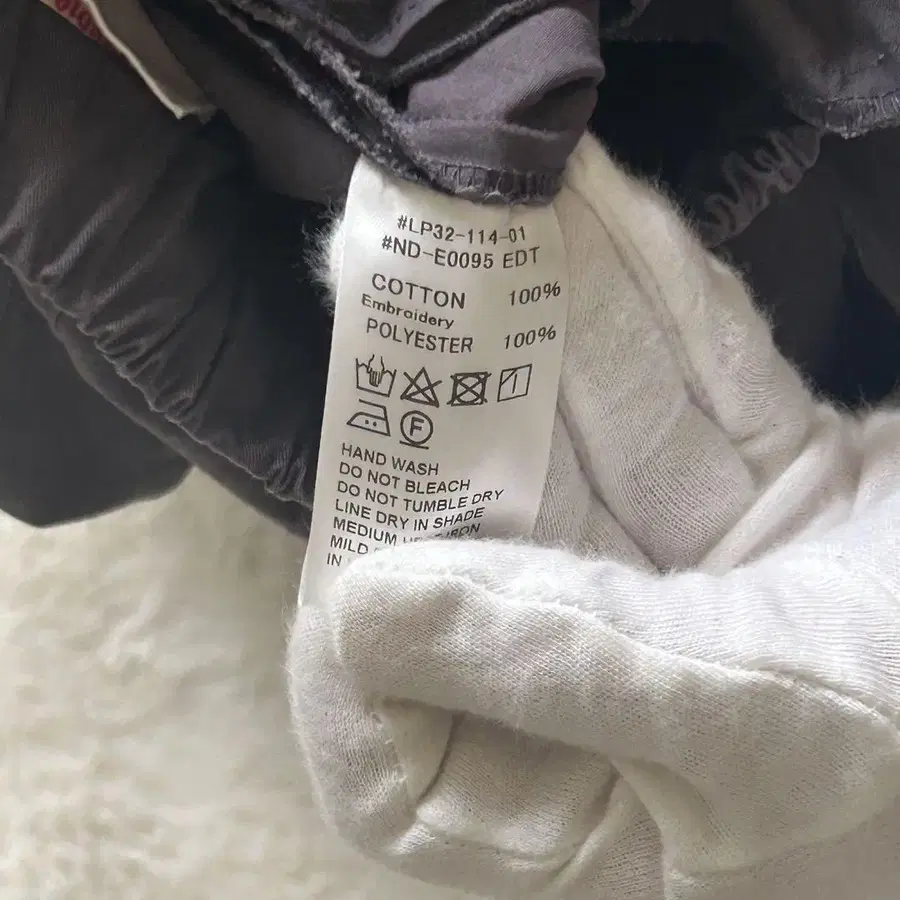 #LP32-114-01
#ND-E0095 EDT
COTTON 100%
Embroidery
POLYESTER 100%
F
HAND WASH
DO NOT BLEACH
DO NOT TUMBLE DRY
LINE DRY IN SHADE
MEDIUM
MILD
IN